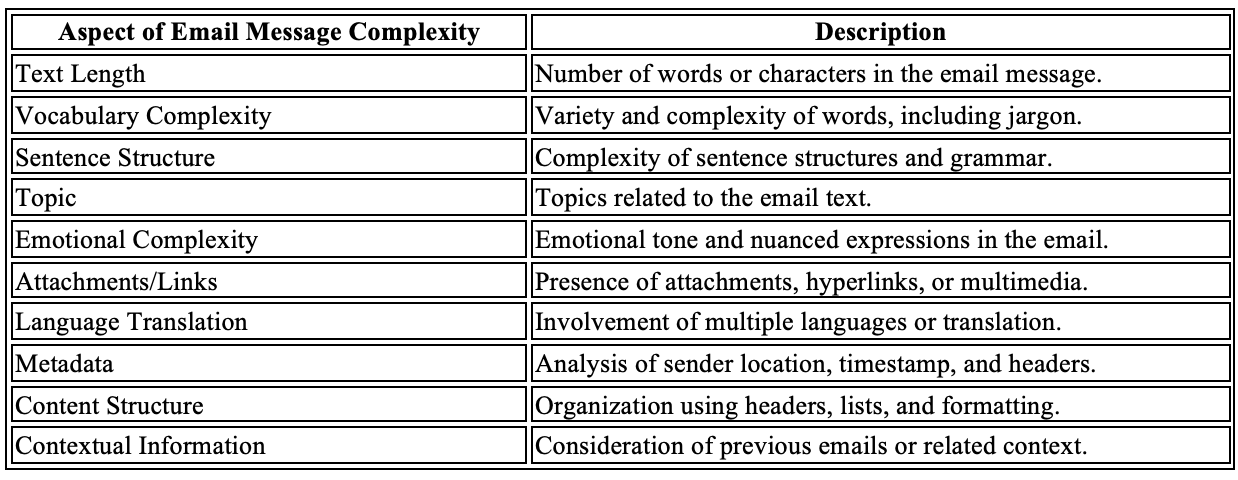 Aspect of Email Message Complexity Description
Text Length Number of words or characters in the email message.
Vocabulary Complexity Variety and complexity of words, including jargon.
Sentence Structure Complexity of sentence structures and grammar.
Topic Topics related to the email text.
Emotional Complexity Emotional tone and nuanced expressions in the email.
Attachments/Links Presence of attachments, hyperlinks, or multimedia.
Language Translation Involvement of multiple languages or translation.
Metadata Analysis of sender location, timestamp, and headers.
Content Structure Organization using headers, lists, and formatting.
Contextual Information Consideration of previous emails or related context.